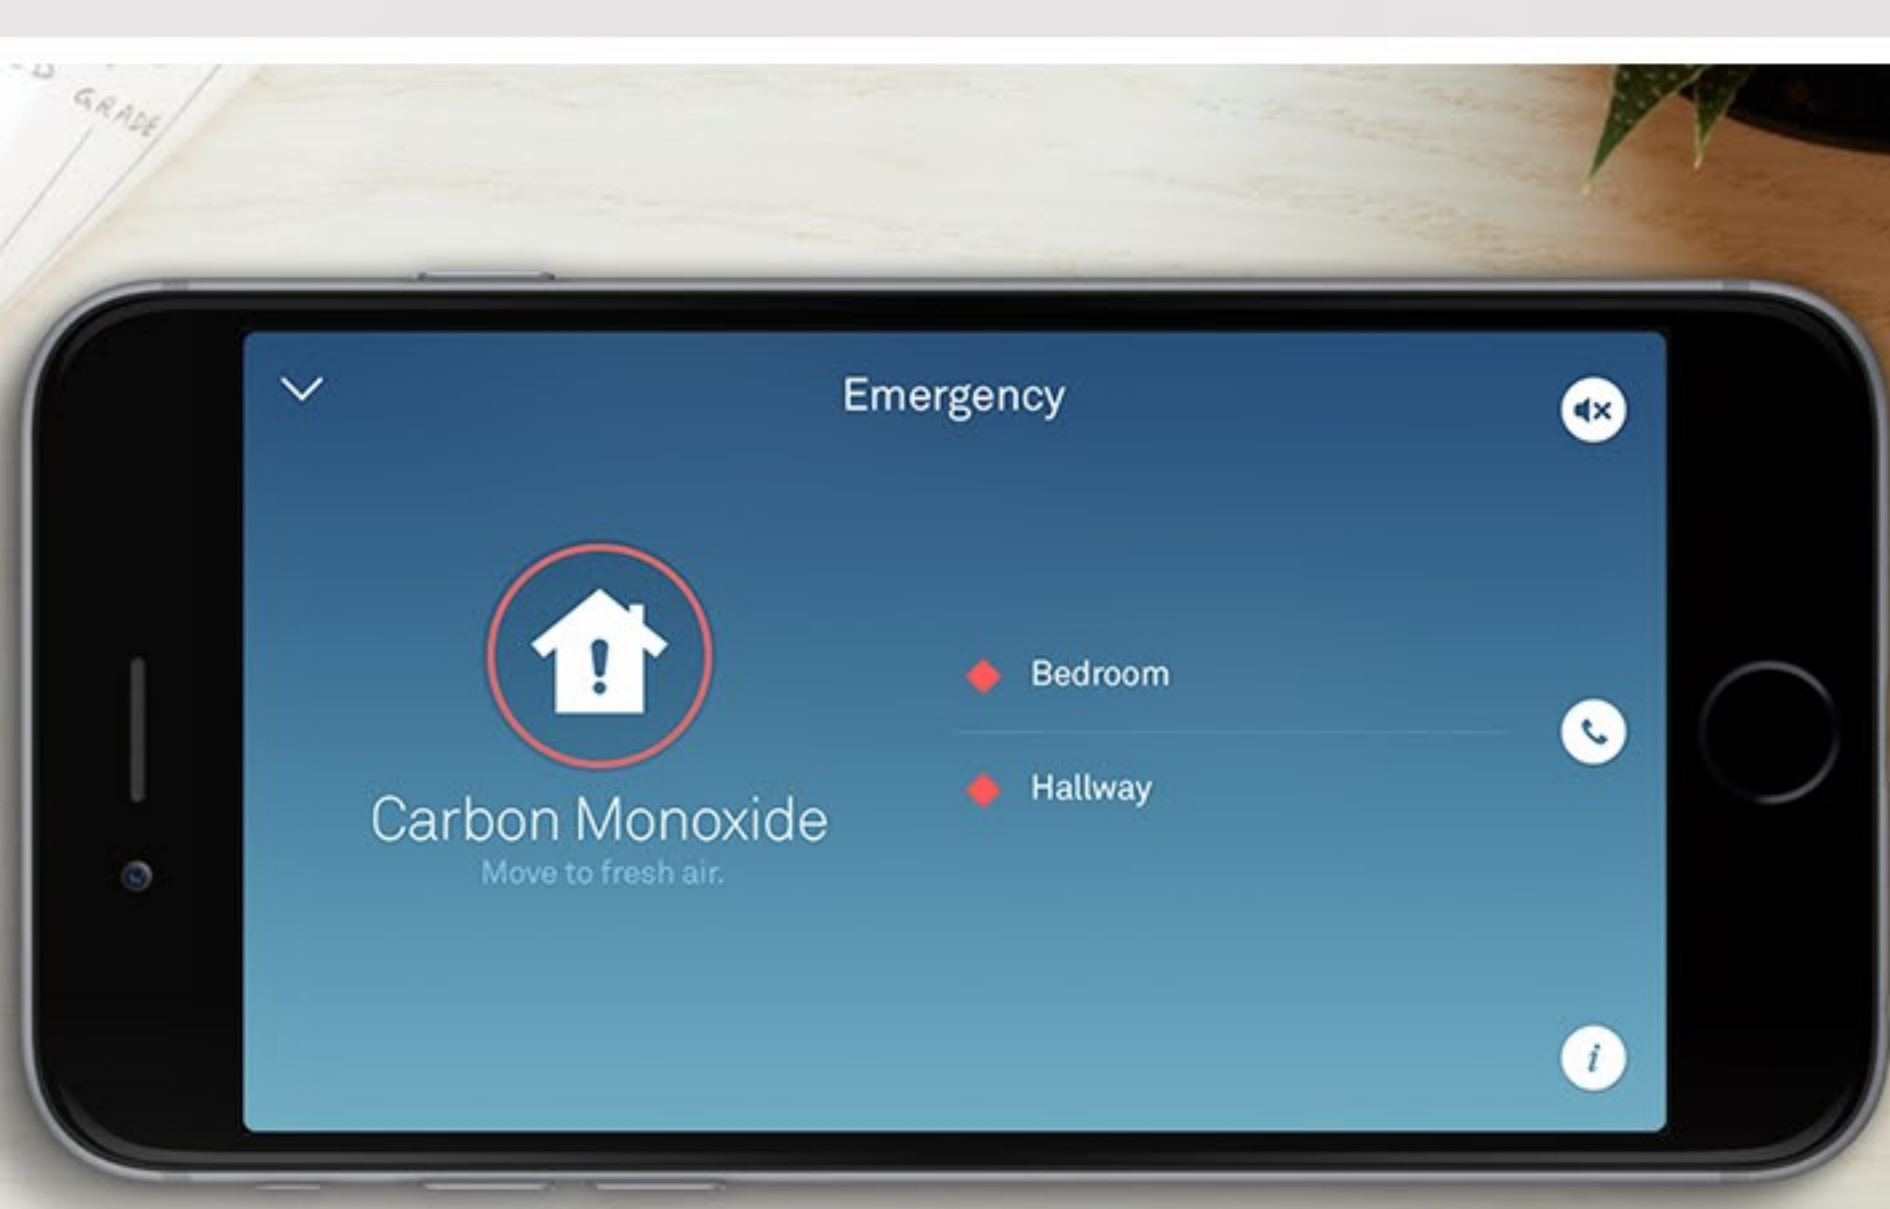 GRADE
Emergency
Carbon Monoxide
Move to fresh air.
Bedroom
Hallway
i